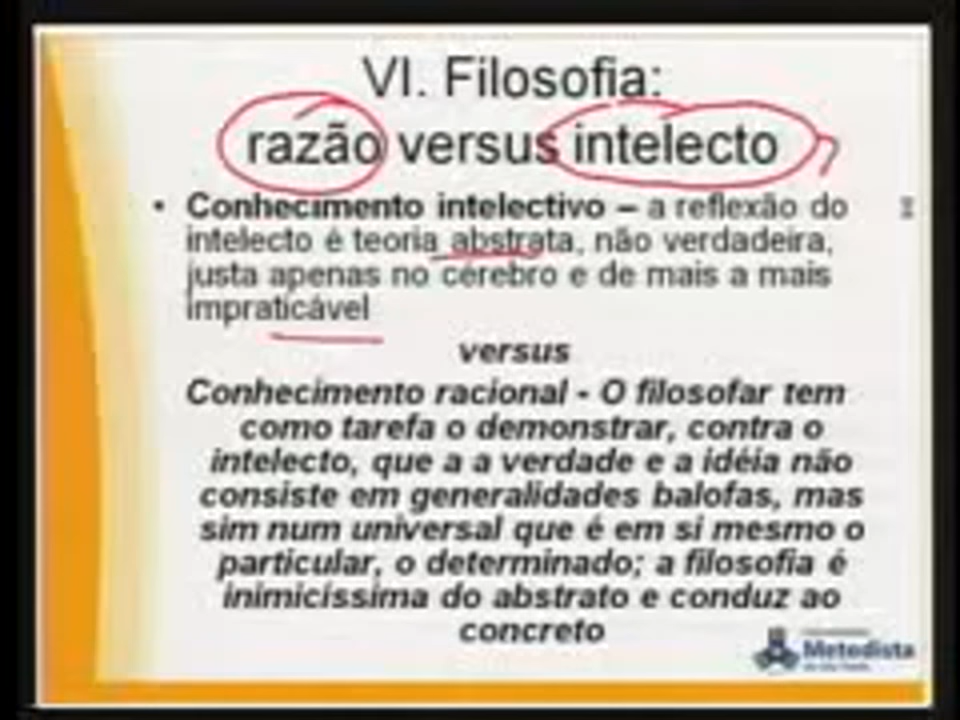 VI. Filosofia:
razão versus intelecto
• Conhecimento intelectivo – a reflexão do
intelecto é teoria abstrata, não verdadeira,
justa apenas no cérebro e de mais a mais
impraticável
versus
Conhecimento racional - O filosofar tem
como tarefa o demonstrar, contra o
intelecto, que a a verdade e a idéia não
consiste em generalidades balofas, mas
sim num universal que é em si mesmo o
particular, o determinado; a filosofia é
inimicíssima do abstrato e conduz ao
concreto
Metodista